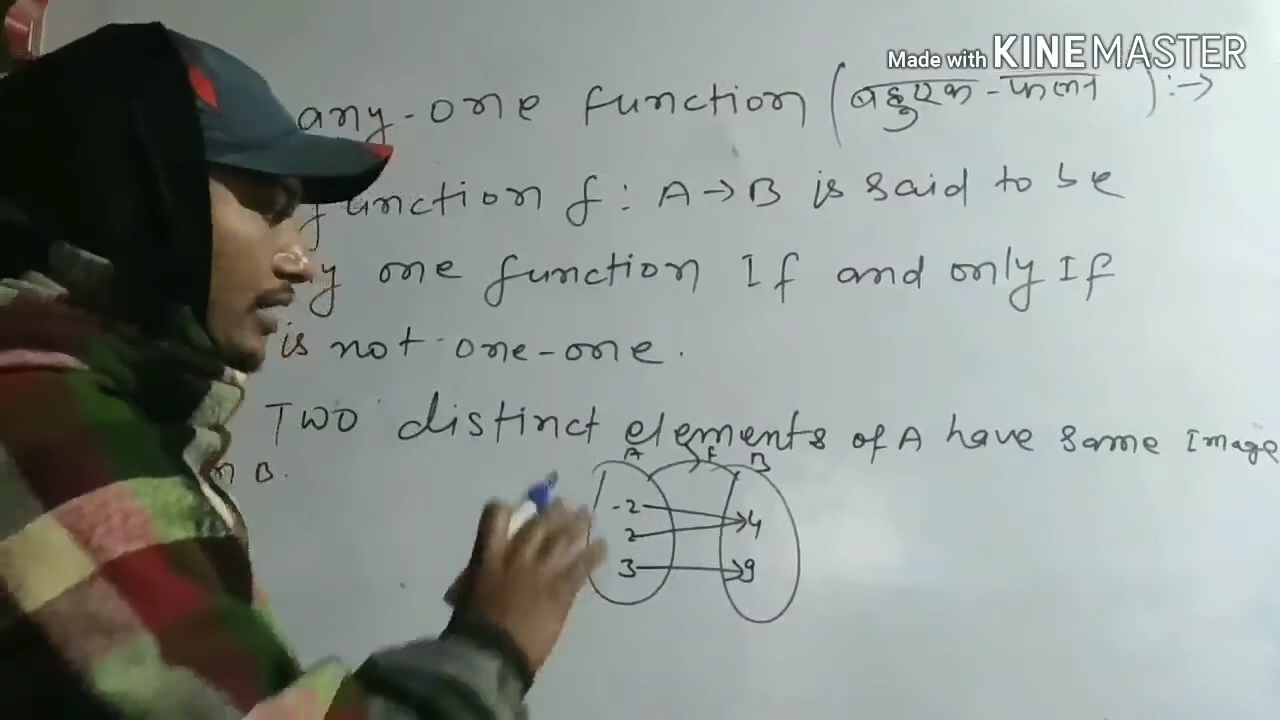 Made with KINEMASTER
any-one function (बहुएक-फलन) :→
function f: A→B is said to be
y one function If and only If
is not one-one.
Two distinct elements of A have same Image
n B.
A f B
-2 4
2
3 9